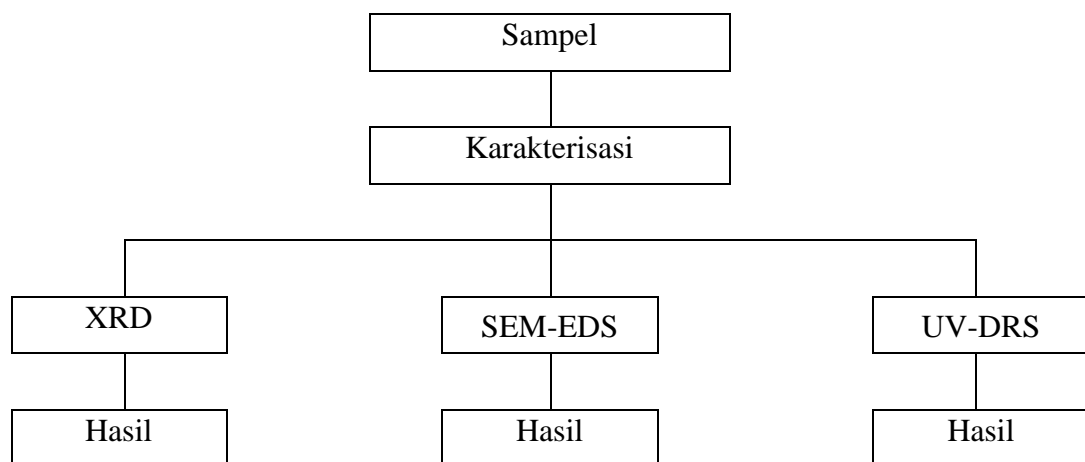 Sampel
Karakterisasi
XRD
SEM-EDS
UV-DRS
Hasil
Hasil
Hasil